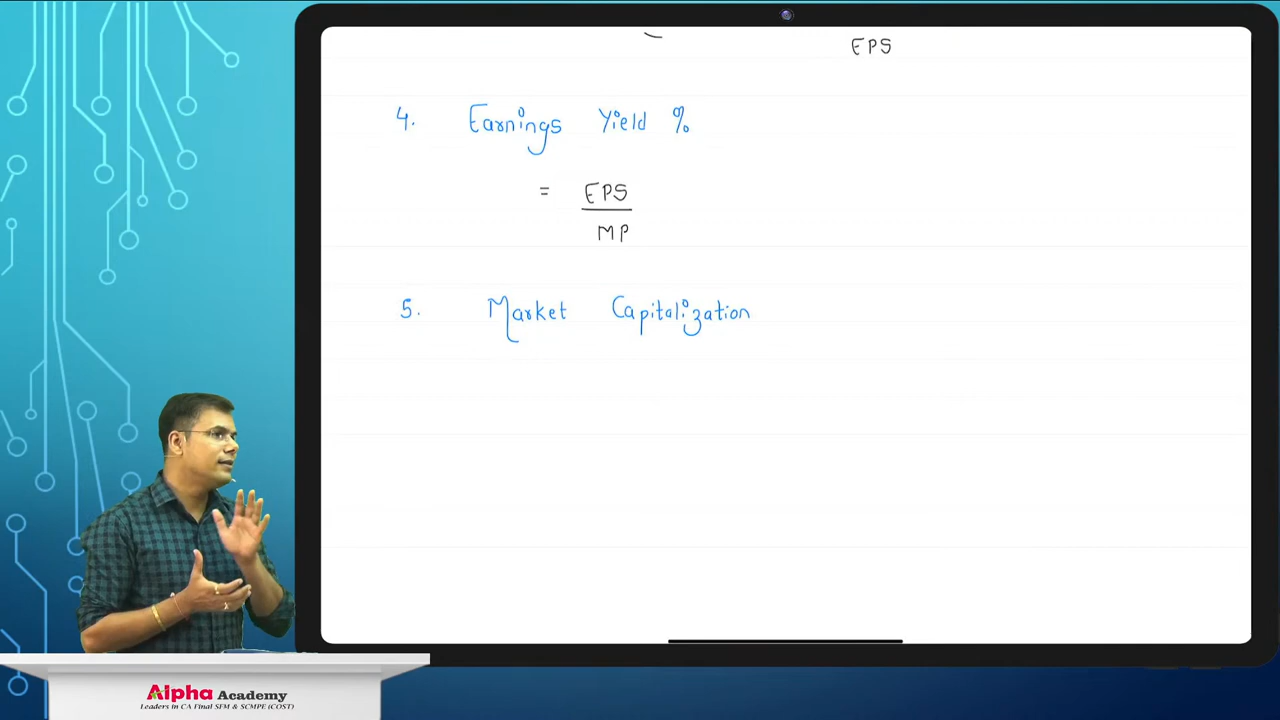 EPS
4. Earnings Yield %
= EPS
MP
5. Market Capitalization
Alpha Academy
Leaders in CA Final SFM & SCMPE (COST)